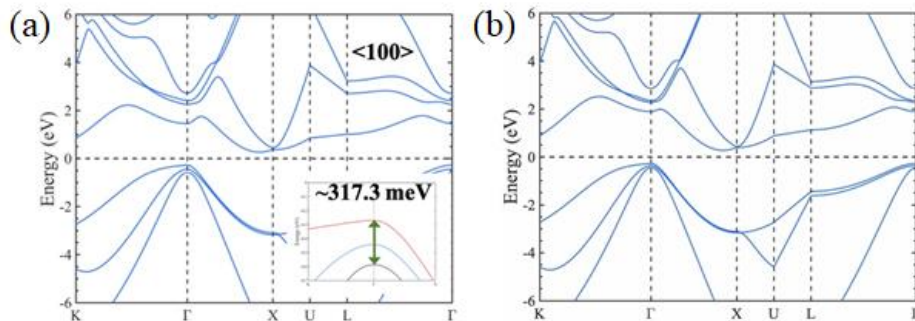 (a)
<100>
Energy (eV)
6
4
2
0
-2
-4
-6
K
Γ
X
U
L
Γ
~317.3 meV
(b)
Energy (eV)
6
4
2
0
-2
-4
-6
K
Γ
X
U
L